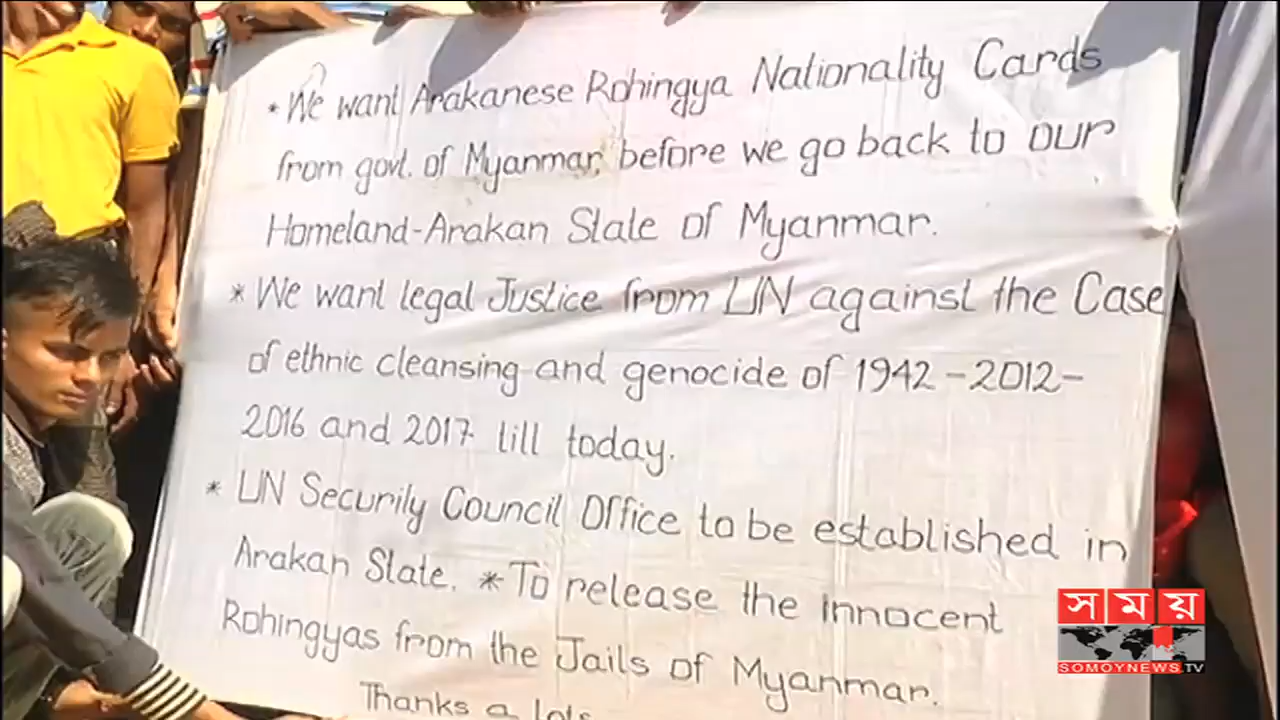 * We want Arakanese Rohingya Nationality Cards
from govt. of Myanmar, before we go back to our
Homeland-Arakan State of Myanmar.
* We want legal Justice from UN against the Case
of ethnic cleansing and genocide of 1942 - 2012 -
2016 and 2017 till today.
* UN Security Council Office to be established in
Arakan State. * To release the innocent
Rohingyas from the Jails of Myanmar.
Thanks a lots
সময়
SOMOYNEWS.TV